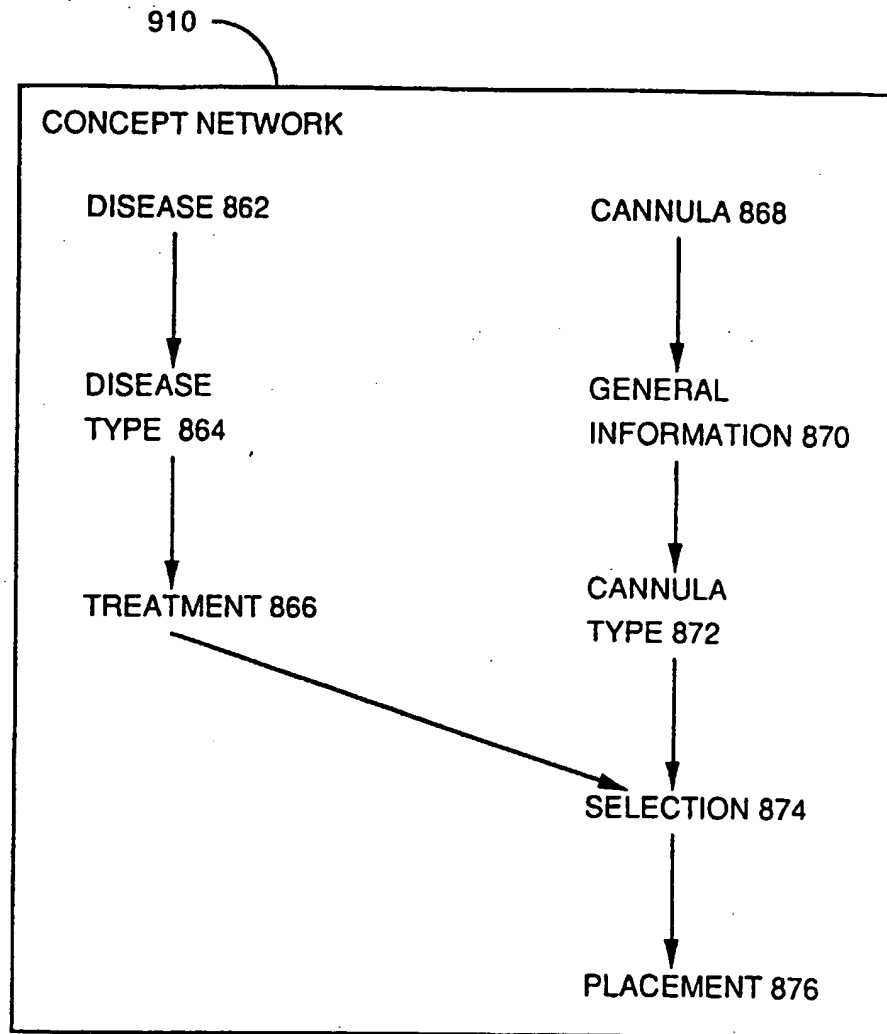 910
CONCEPT NETWORK
DISEASE 862
CANNULA 868
DISEASE
TYPE 864
GENERAL
INFORMATION 870
TREATMENT 866
CANNULA
TYPE 872
SELECTION 874
PLACEMENT 876